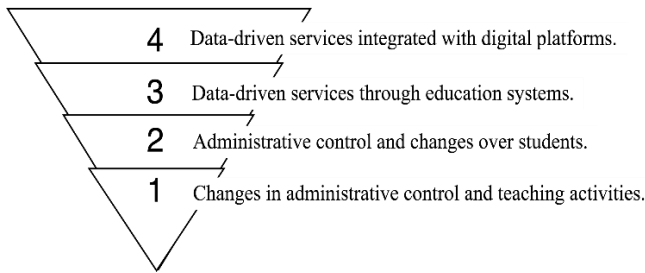 4 Data-driven services integrated with digital platforms.
3 Data-driven services through education systems.
2 Administrative control and changes over students.
1 Changes in administrative control and teaching activities.